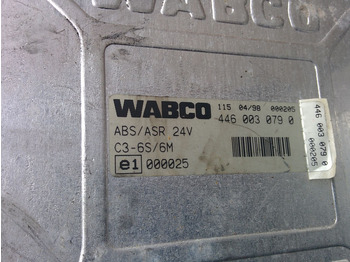 WABCO
WABCO 115 04/98 000205
446 003 079 0
ABS/ASR 24V
C3-6S/6M
e1 000025
446 003 079 0
000205